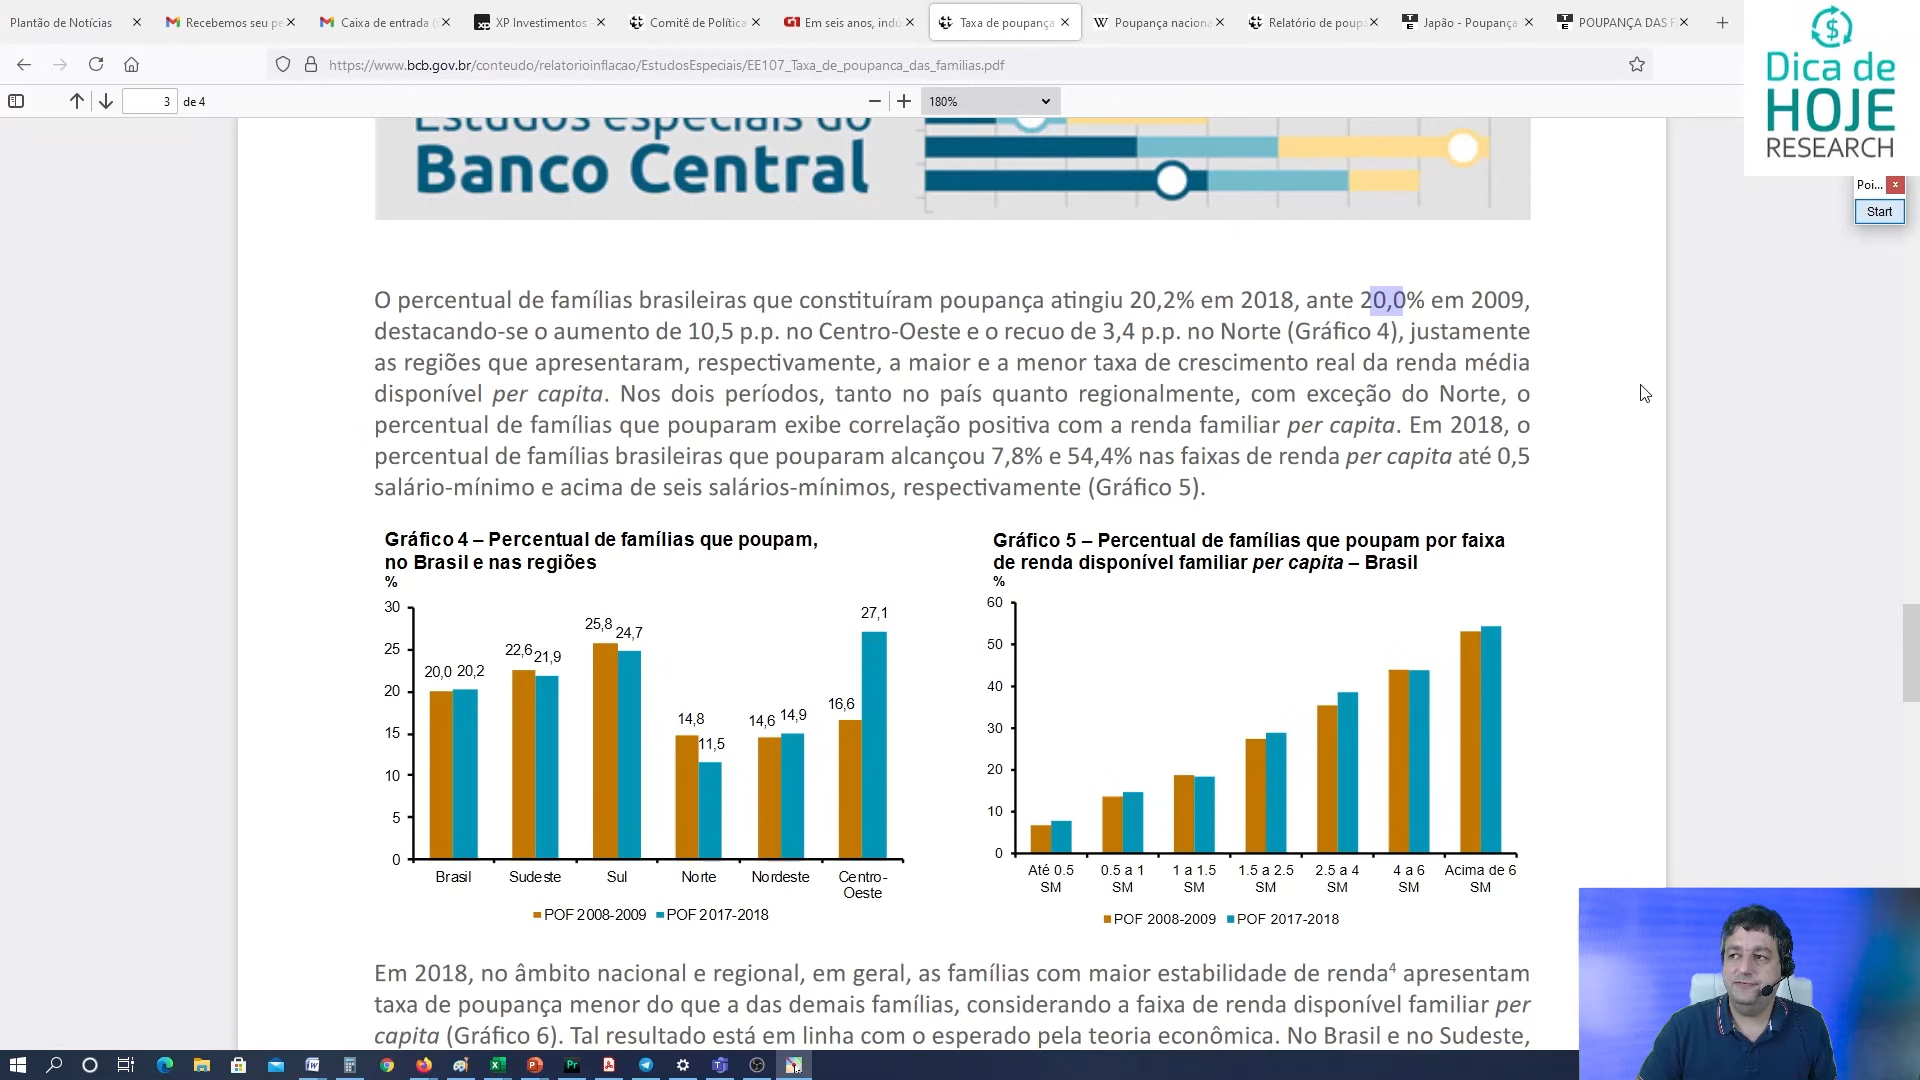 Plantão de Notícias
Recebemos seu pe
Caixa de entrada (
XP Investimentos -
Comitê de Política
Em seis anos, indú
Taxa de poupança
Poupança naciona
Relatório de poup
Japão - Poupança
POUPANÇA DAS F
https://www.bcb.gov.br/conteudo/relatorioinflacao/EstudosEspeciais/EE107_Taxa_de_poupanca_das_familias.pdf
3 de 4
180%
Dica de
HOJE
RESEARCH
Poi...
Start
Estudos especiais do
Banco Central
O percentual de famílias brasileiras que constituíram poupança atingiu 20,2% em 2018, ante 20,0% em 2009,
destacando-se o aumento de 10,5 p.p. no Centro-Oeste e o recuo de 3,4 p.p. no Norte (Gráfico 4), justamente
as regiões que apresentaram, respectivamente, a maior e a menor taxa de crescimento real da renda média
disponível per capita. Nos dois períodos, tanto no país quanto regionalmente, com exceção do Norte, o
percentual de famílias que pouparam exibe correlação positiva com a renda familiar per capita. Em 2018, o
percentual de famílias brasileiras que pouparam alcançou 7,8% e 54,4% nas faixas de renda per capita até 0,5
salário-mínimo e acima de seis salários-mínimos, respectivamente (Gráfico 5).
Gráfico 4 – Percentual de famílias que poupam,
no Brasil e nas regiões
%
30
25
20
15
10
5
0
20,0 20,2
22,6 21,9
25,8 24,7
14,8 11,5
14,6 14,9
16,6 27,1
Brasil Sudeste Sul Norte Nordeste Centro-
Oeste
POF 2008-2009 POF 2017-2018
Gráfico 5 – Percentual de famílias que poupam por faixa
de renda disponível familiar per capita – Brasil
%
60
50
40
30
20
10
0
Até 0.5 0.5 a 1 1 a 1.5 1.5 a 2.5 2.5 a 4 4 a 6 Acima de 6
SM SM SM SM SM SM SM
POF 2008-2009 POF 2017-2018
Em 2018, no âmbito nacional e regional, em geral, as famílias com maior estabilidade de renda4 apresentam
taxa de poupança menor do que a das demais famílias, considerando a faixa de renda disponível familiar per
capita (Gráfico 6). Tal resultado está em linha com o esperado pela teoria econômica. No Brasil e no Sudeste,